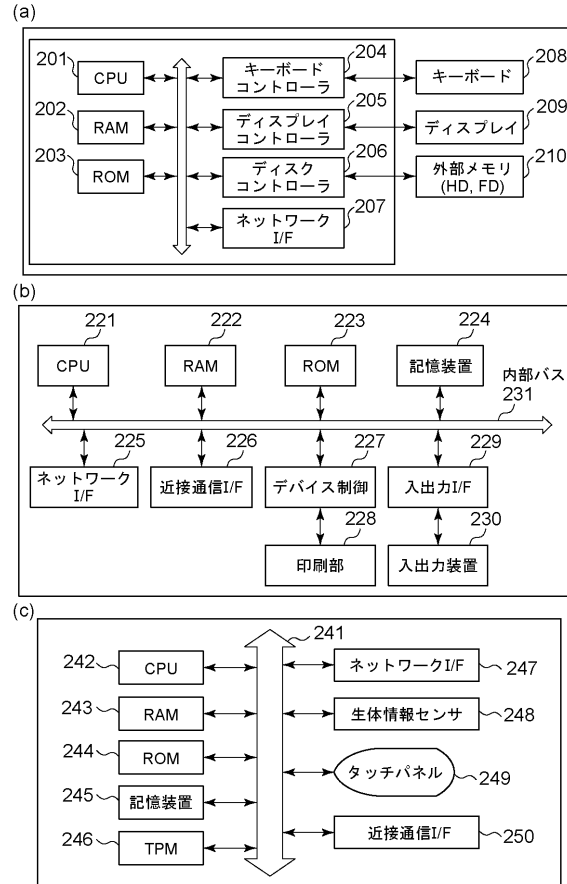 (a)
201
CPU
202
RAM
203
ROM
204
キーボード
コントローラ
205
ディスプレイ
コントローラ
206
ディスク
コントローラ
207
ネットワーク
I/F
208
キーボード
209
ディスプレイ
210
外部メモリ
(HD, FD)
(b)
221
CPU
222
RAM
223
ROM
224
記憶装置
内部バス
231
225
ネットワーク
I/F
226
近接通信I/F
227
デバイス制御
229
入出力I/F
228
印刷部
230
入出力装置
(c)
241
242
CPU
243
RAM
244
ROM
245
記憶装置
246
TPM
ネットワークI/F
247
生体情報センサ
248
タッチパネル
249
近接通信I/F
250